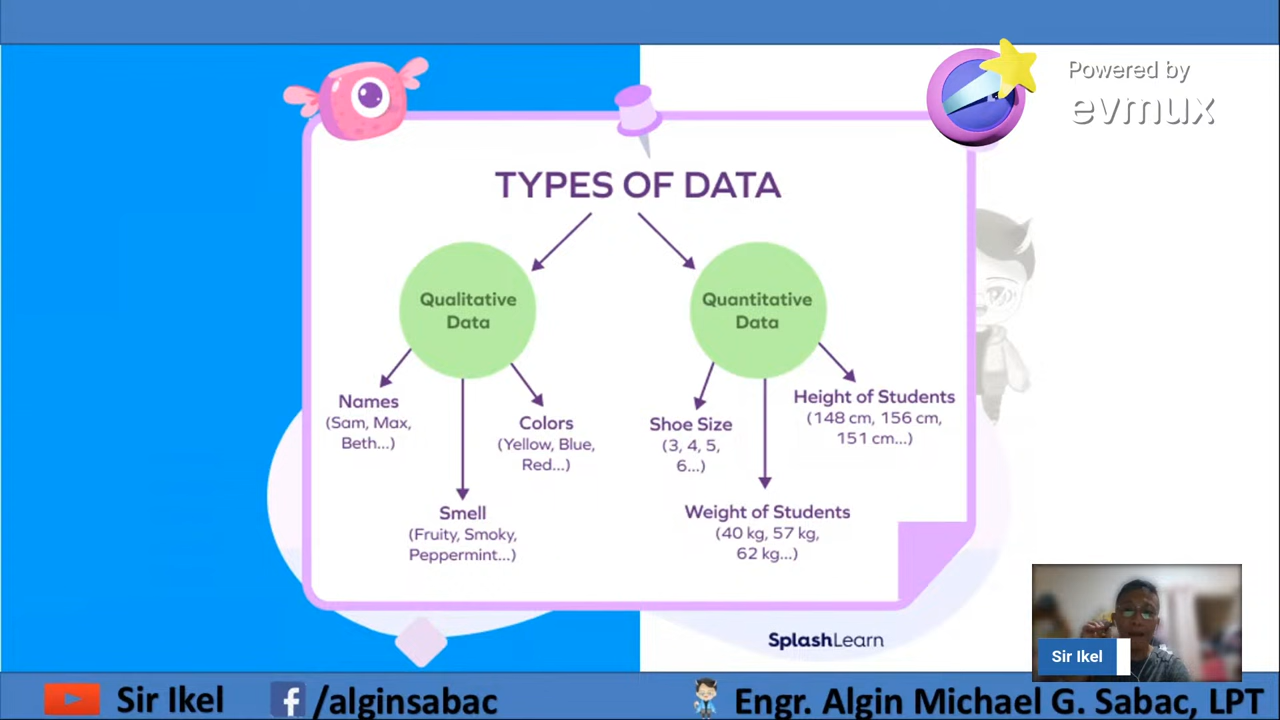 Powered by
evmux
TYPES OF DATA
Qualitative
Data
Quantitative
Data
Names
(Sam, Max,
Beth...)
Smell
(Fruity, Smoky,
Peppermint...)
Colors
(Yellow, Blue,
Red...)
Shoe Size
(3, 4, 5,
6...)
Weight of Students
(40 kg, 57 kg,
62 kg...)
Height of Students
(148 cm, 156 cm,
151 cm...)
SplashLearn
Sir Ikel
Sir Ikel
/alginsabac
Engr. Algin Michael G. Sabac, LPT